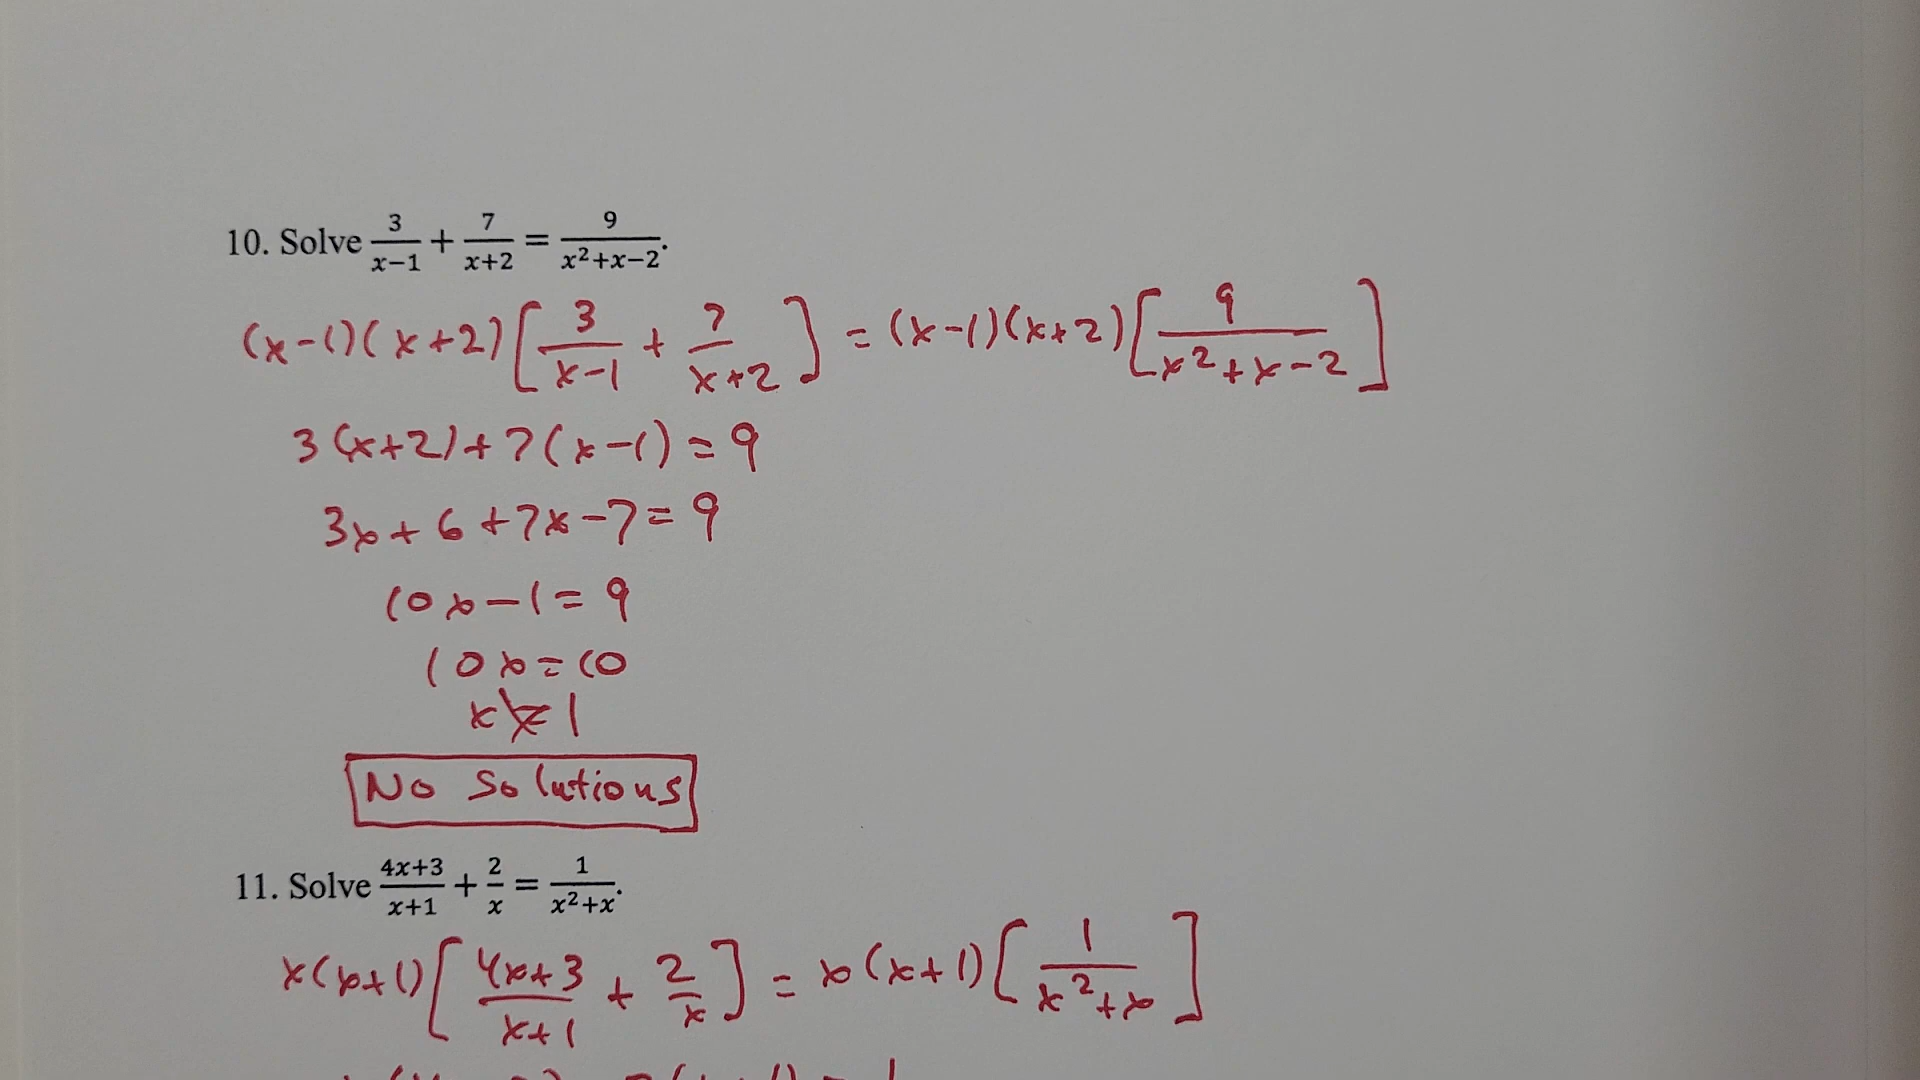 10. Solve 3/(x−1) + 7/(x+2) = 9/(x²+x−2).
(x-1)(x+2)[3/(x-1) + 7/(x+2)] = (x-1)(x+2)[9/(x²+x-2)]
3(x+2)+7(x-1)=9
3x+6+7x-7=9
10x-1=9
10x=10
x≠1
No Solutions
11. Solve (4x+3)/(x+1) + 2/x = 1/(x²+x).
x(x+1)[(4x+3)/(x+1) + 2/x] = x(x+1)[1/(x²+x)]